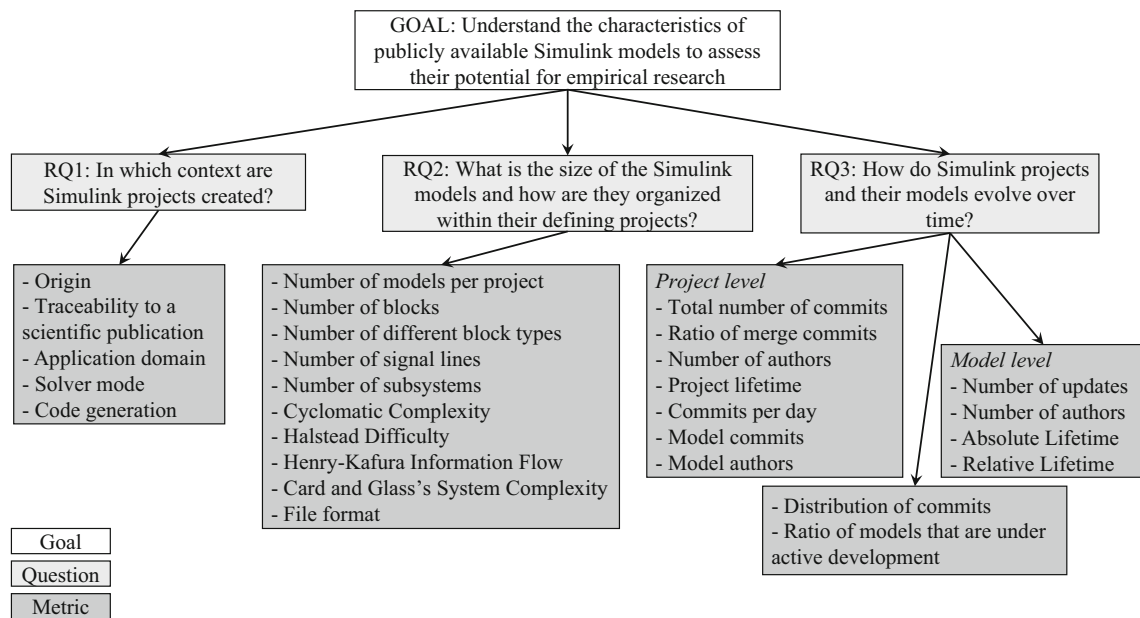 GOAL: Understand the characteristics of
publicly available Simulink models to assess
their potential for empirical research
RQ1: In which context are
Simulink projects created?
RQ2: What is the size of the Simulink
models and how are they organized
within their defining projects?
RQ3: How do Simulink projects
and their models evolve over
time?
- Origin
- Traceability to a
scientific publication
- Application domain
- Solver mode
- Code generation
- Number of models per project
- Number of blocks
- Number of different block types
- Number of signal lines
- Number of subsystems
- Cyclomatic Complexity
- Halstead Difficulty
- Henry-Kafura Information Flow
- Card and Glass's System Complexity
- File format
Project level
- Total number of commits
- Ratio of merge commits
- Number of authors
- Project lifetime
- Commits per day
- Model commits
- Model authors
Model level
- Number of updates
- Number of authors
- Absolute Lifetime
- Relative Lifetime
- Distribution of commits
- Ratio of models that are under
active development
Goal
Question
Metric